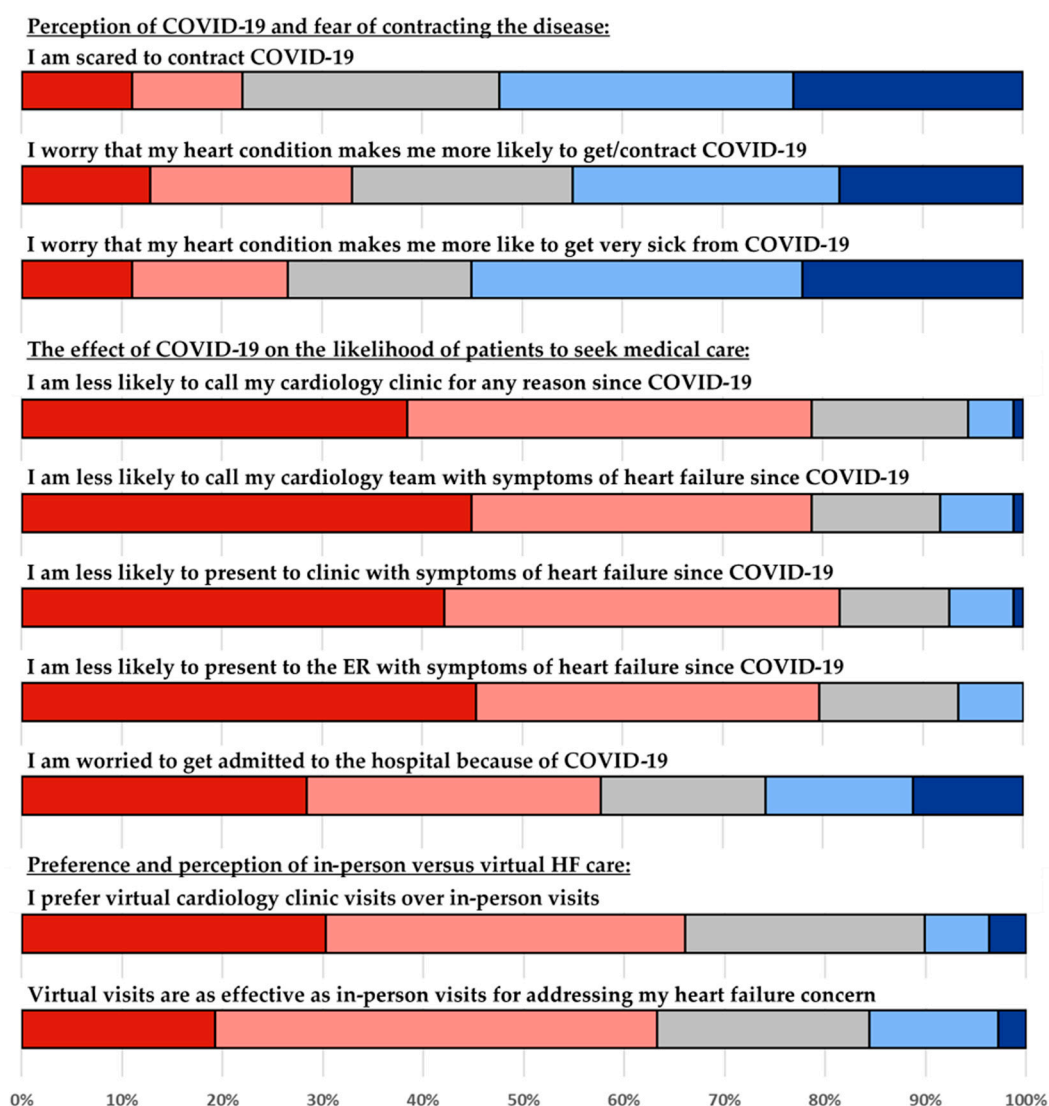 Perception of COVID-19 and fear of contracting the disease:
I am scared to contract COVID-19
I worry that my heart condition makes me more likely to get/contract COVID-19
I worry that my heart condition makes me more like to get very sick from COVID-19
The effect of COVID-19 on the likelihood of patients to seek medical care:
I am less likely to call my cardiology clinic for any reason since COVID-19
I am less likely to call my cardiology team with symptoms of heart failure since COVID-19
I am less likely to present to clinic with symptoms of heart failure since COVID-19
I am less likely to present to the ER with symptoms of heart failure since COVID-19
I am worried to get admitted to the hospital because of COVID-19
Preference and perception of in-person versus virtual HF care:
I prefer virtual cardiology clinic visits over in-person visits
Virtual visits are as effective as in-person visits for addressing my heart failure concern
0% 10% 20% 30% 40% 50% 60% 70% 80% 90% 100%